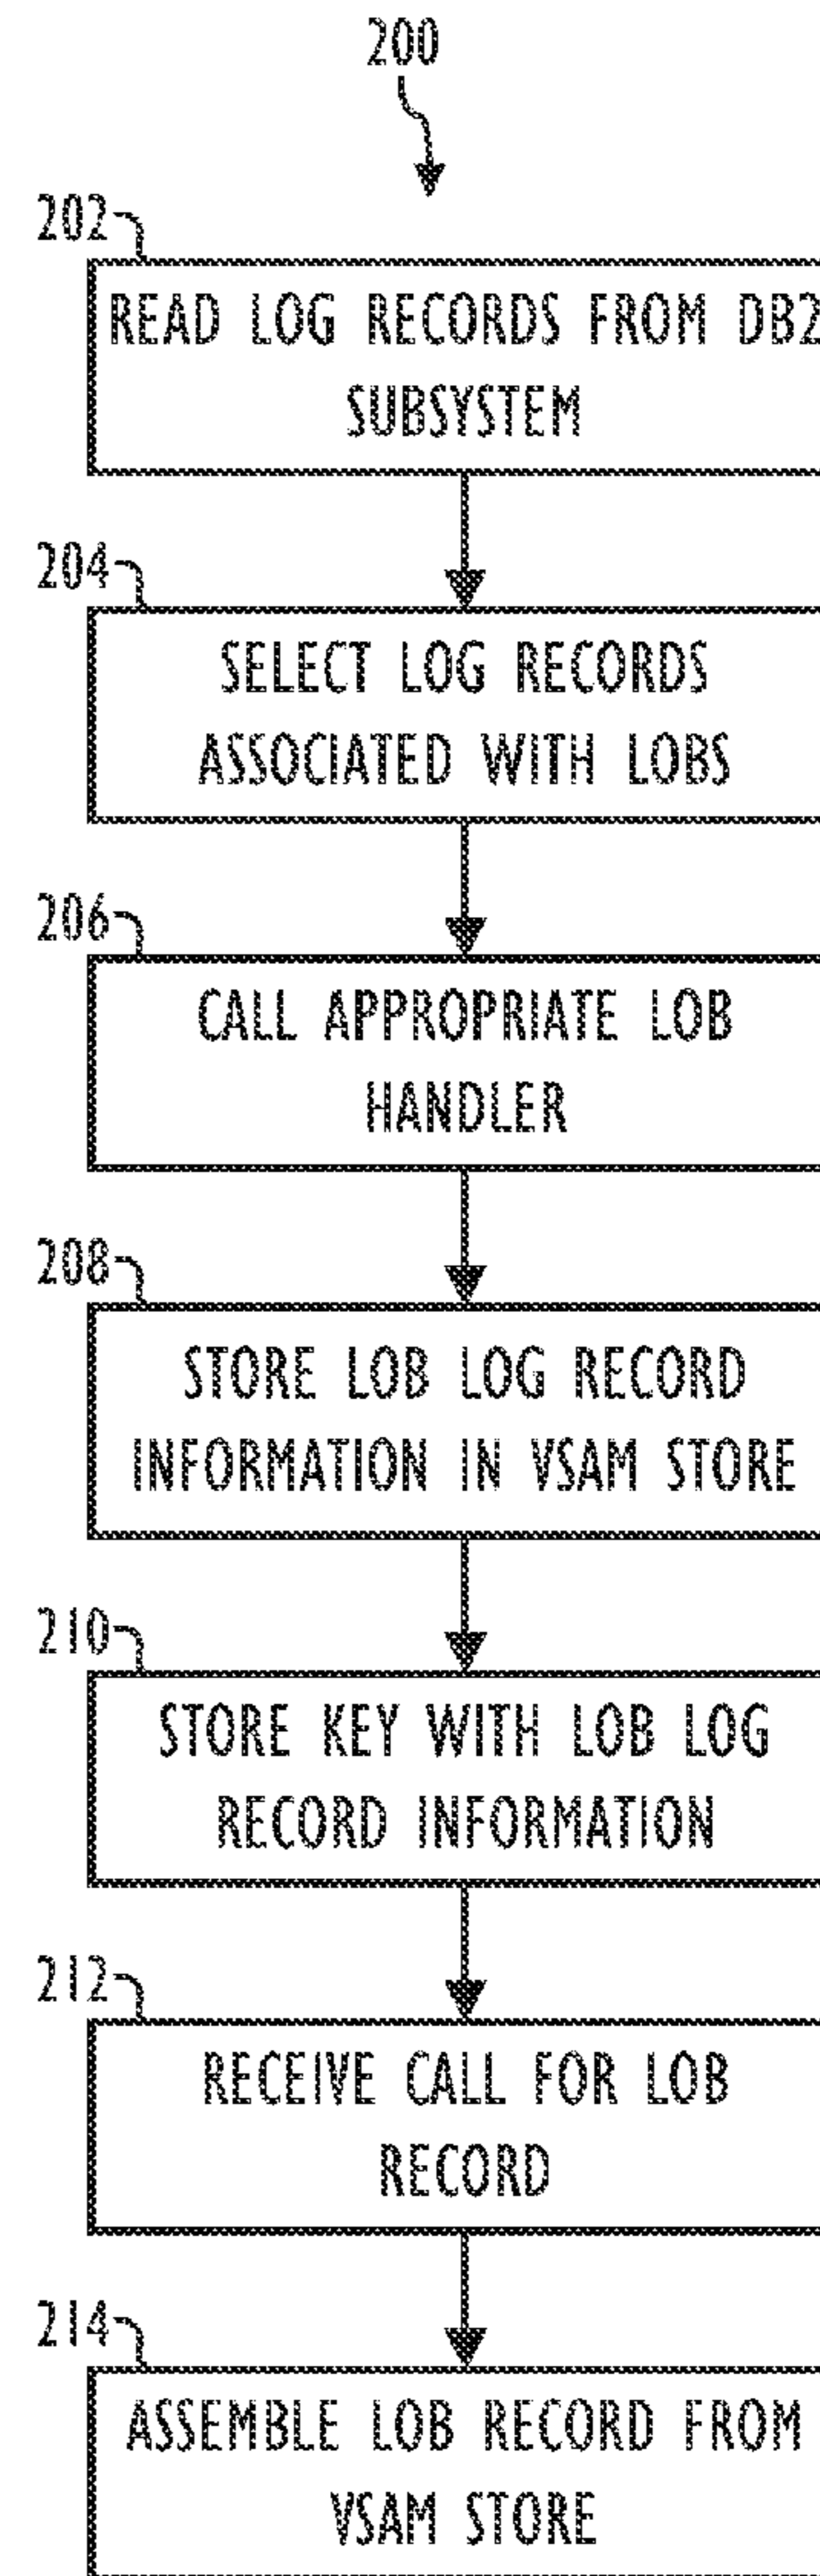 200
202
READ LOG RECORDS FROM DB2
SUBSYSTEM
204
SELECT LOG RECORDS
ASSOCIATED WITH LOBS
206
CALL APPROPRIATE LOB
HANDLER
208
STORE LOB LOG RECORD
INFORMATION IN VSAM STORE
210
STORE KEY WITH LOB LOG
RECORD INFORMATION
212
RECEIVE CALL FOR LOB
RECORD
214
ASSEMBLE LOB RECORD FROM
VSAM STORE